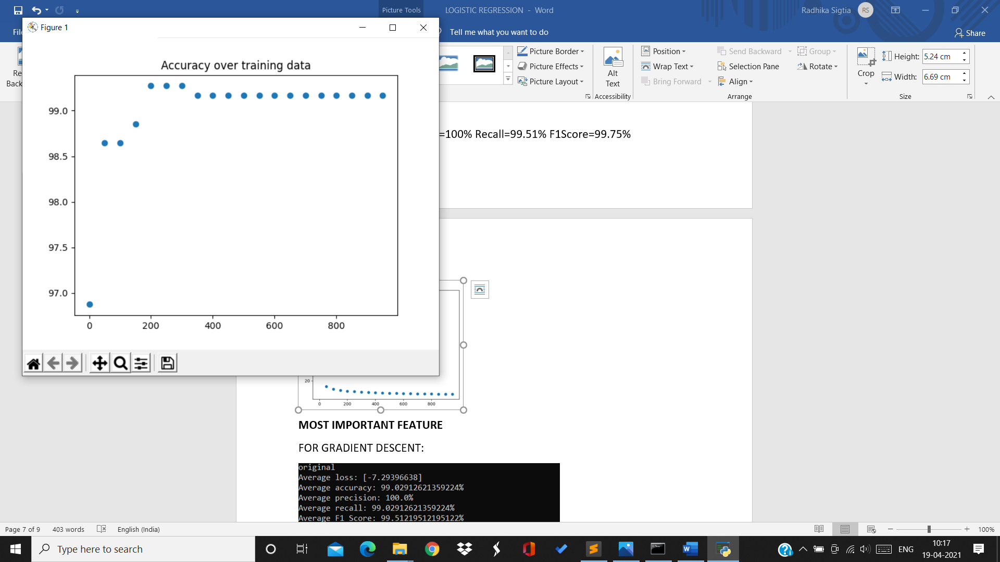 Picture Tools
LOGISTIC REGRESSION - Word
Radhika Sigtia
RS
Figure 1
Tell me what you want to do
Share
Picture Border
Picture Effects
Picture Layout
Alt
Text
Accessibility
Position
Wrap Text
Bring Forward
Send Backward
Selection Pane
Align
Group
Rotate
Arrange
Crop
Height: 5.24 cm
Width: 6.69 cm
Size
Accuracy over training data
99.0
98.5
98.0
97.5
97.0
0 200 400 600 800
=100% Recall=99.51% F1Score=99.75%
20
0 200 400 600 800
MOST IMPORTANT FEATURE
FOR GRADIENT DESCENT:
original
Average loss: [-7.29396638]
Average accuracy: 99.02912621359224%
Average precision: 100.0%
Average recall: 99.02912621359224%
Average F1 Score: 99.51219512195122%
Page 7 of 9 403 words English (India)
100%
Type here to search
ENG
10:17
19-04-2021